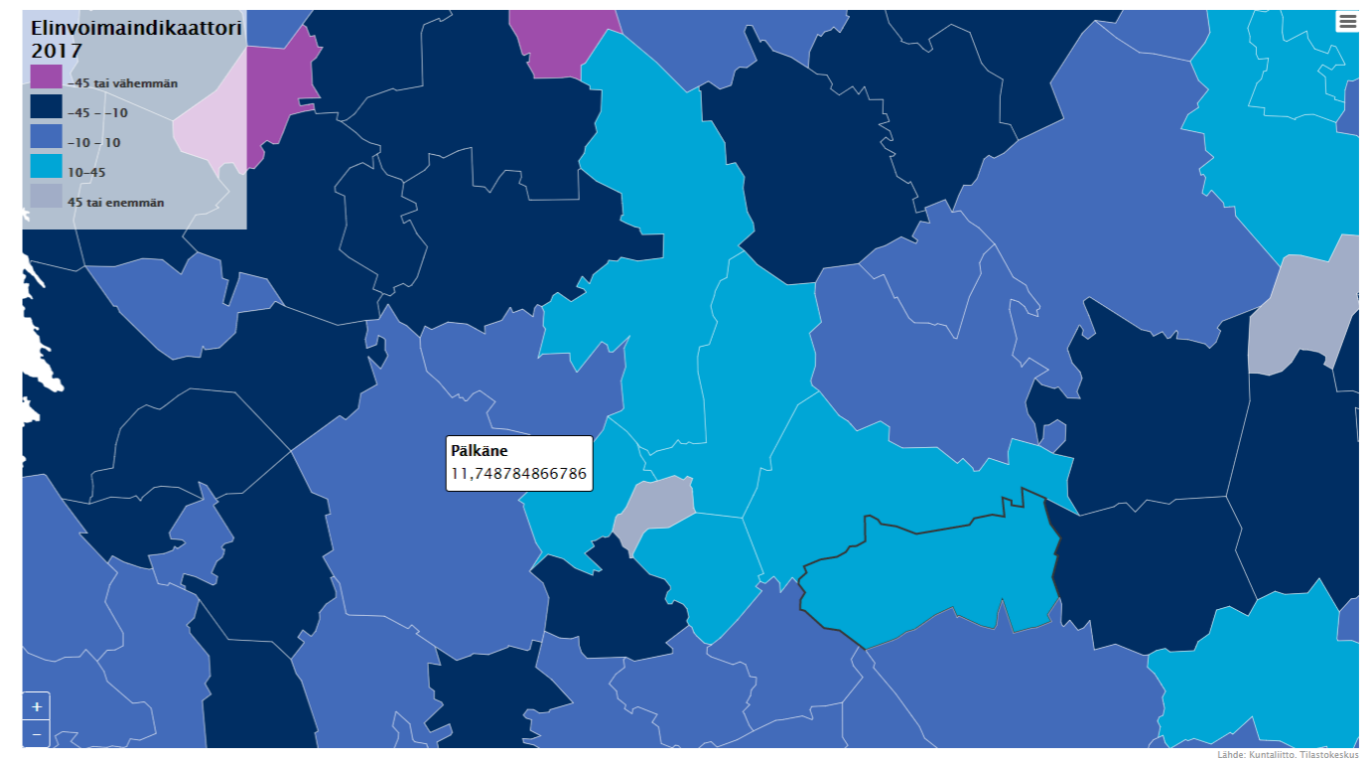 Elinvoimaindikaattori
2017
–45 tai vähemmän
–45 – –10
–10 – 10
10–45
45 tai enemmän
Pälkäne
11,748784866786
+
–
Lähde: Kuntaliitto. Tilastokeskus